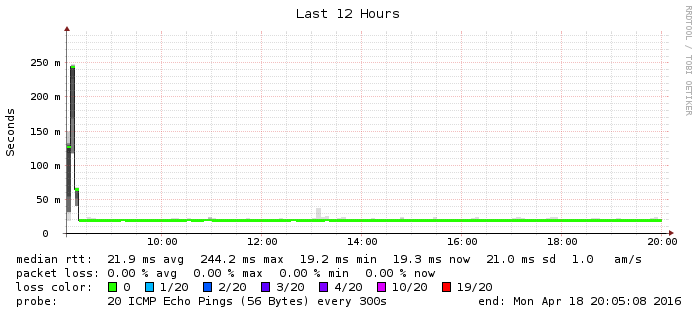 Last 12 Hours
RRDTOOL / TOBI OETIKER
Seconds
250 m
200 m
150 m
100 m
50 m
0
10:00 12:00 14:00 16:00 18:00 20:00
median rtt: 21.9 ms avg 244.2 ms max 19.2 ms min 19.3 ms now 21.0 ms sd 1.0 am/s
packet loss: 0.00 % avg 0.00 % max 0.00 % min 0.00 % now
loss color: 0 1/20 2/20 3/20 4/20 10/20 19/20
probe: 20 ICMP Echo Pings (56 Bytes) every 300s end: Mon Apr 18 20:05:08 2016